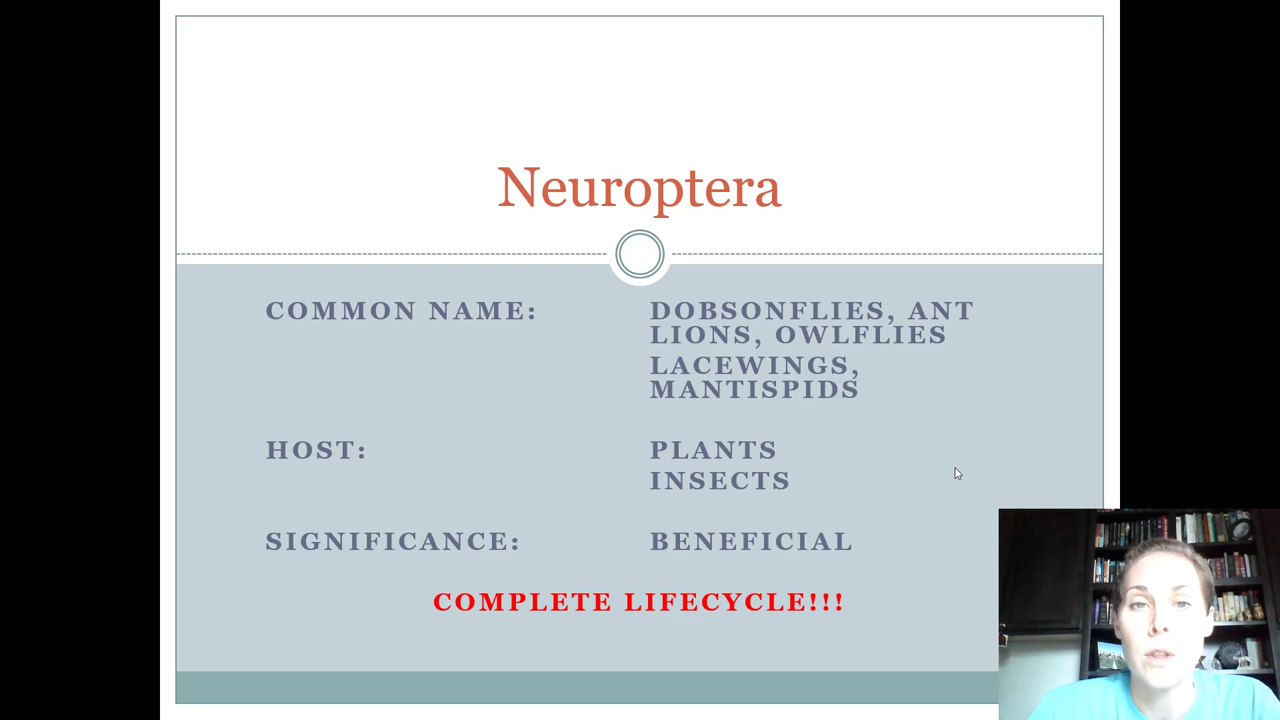 Neuroptera
COMMON NAME:
DOBSONFLIES, ANT
LIONS, OWLFLIES
LACEWINGS,
MANTISPIDS
HOST:
PLANTS
INSECTS
SIGNIFICANCE:
BENEFICIAL
COMPLETE LIFECYCLE!!!